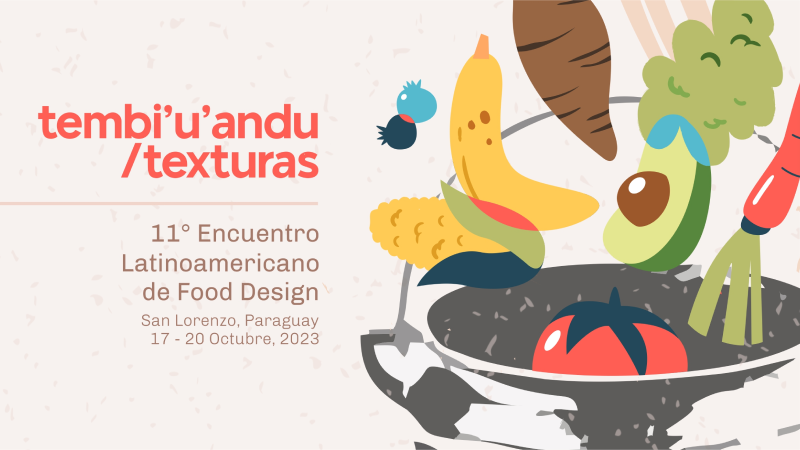 tembi’u’andu
/texturas
11° Encuentro
Latinoamericano
de Food Design
San Lorenzo, Paraguay
17 - 20 Octubre, 2023